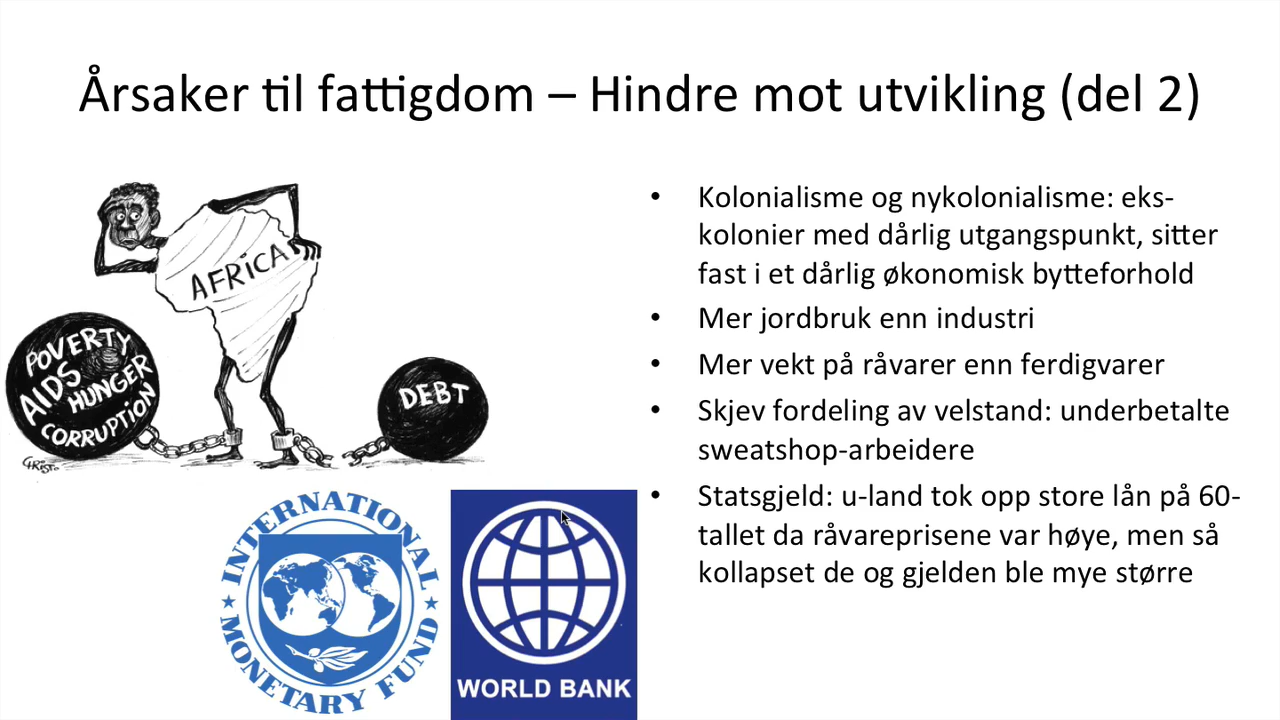 Årsaker til fattigdom – Hindre mot utvikling (del 2)
AFRICA
POVERTY
AIDS
HUNGER
CORRUPTION
DEBT
INTERNATIONAL
MONETARY FUND
WORLD BANK
• Kolonialisme og nykolonialisme: eks-
kolonier med dårlig utgangspunkt, sitter
fast i et dårlig økonomisk bytteforhold
• Mer jordbruk enn industri
• Mer vekt på råvarer enn ferdigvarer
• Skjev fordeling av velstand: underbetalte
sweatshop-arbeidere
• Statsgjeld: u-land tok opp store lån på 60-
tallet da råvareprisene var høye, men så
kollapset de og gjelden ble mye større